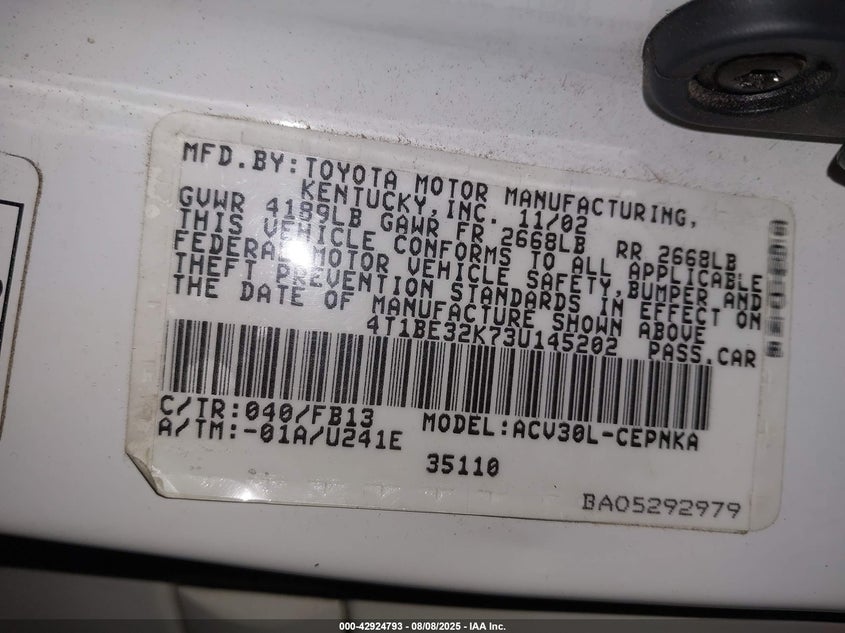 MFD.BY:TOYOTA MOTOR MANUFACTURING,
KENTUCKY,INC. 11/02
GVWR 4189LB GAWR FR 2668LB RR 2668LB
THIS VEHICLE CONFORMS TO ALL APPLICABLE
FEDERAL MOTOR VEHICLE SAFETY,BUMPER AND
THEFT PREVENTION STANDARDS IN EFFECT ON
THE DATE OF MANUFACTURE SHOWN ABOVE
4T1BE32K73U145202 PASS.CAR
C/TR:040/FB13 MODEL:ACV30L-CEPNKA
A/TM:-01A/U241E
35110
BA05292979
000-42924793 - 08/08/2025 - IAA Inc.